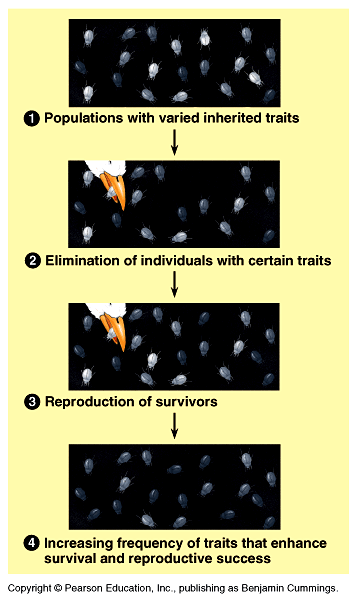 1 Populations with varied inherited traits
2 Elimination of individuals with certain traits
3 Reproduction of survivors
4 Increasing frequency of traits that enhance
survival and reproductive success
Copyright © Pearson Education, Inc., publishing as Benjamin Cummings.